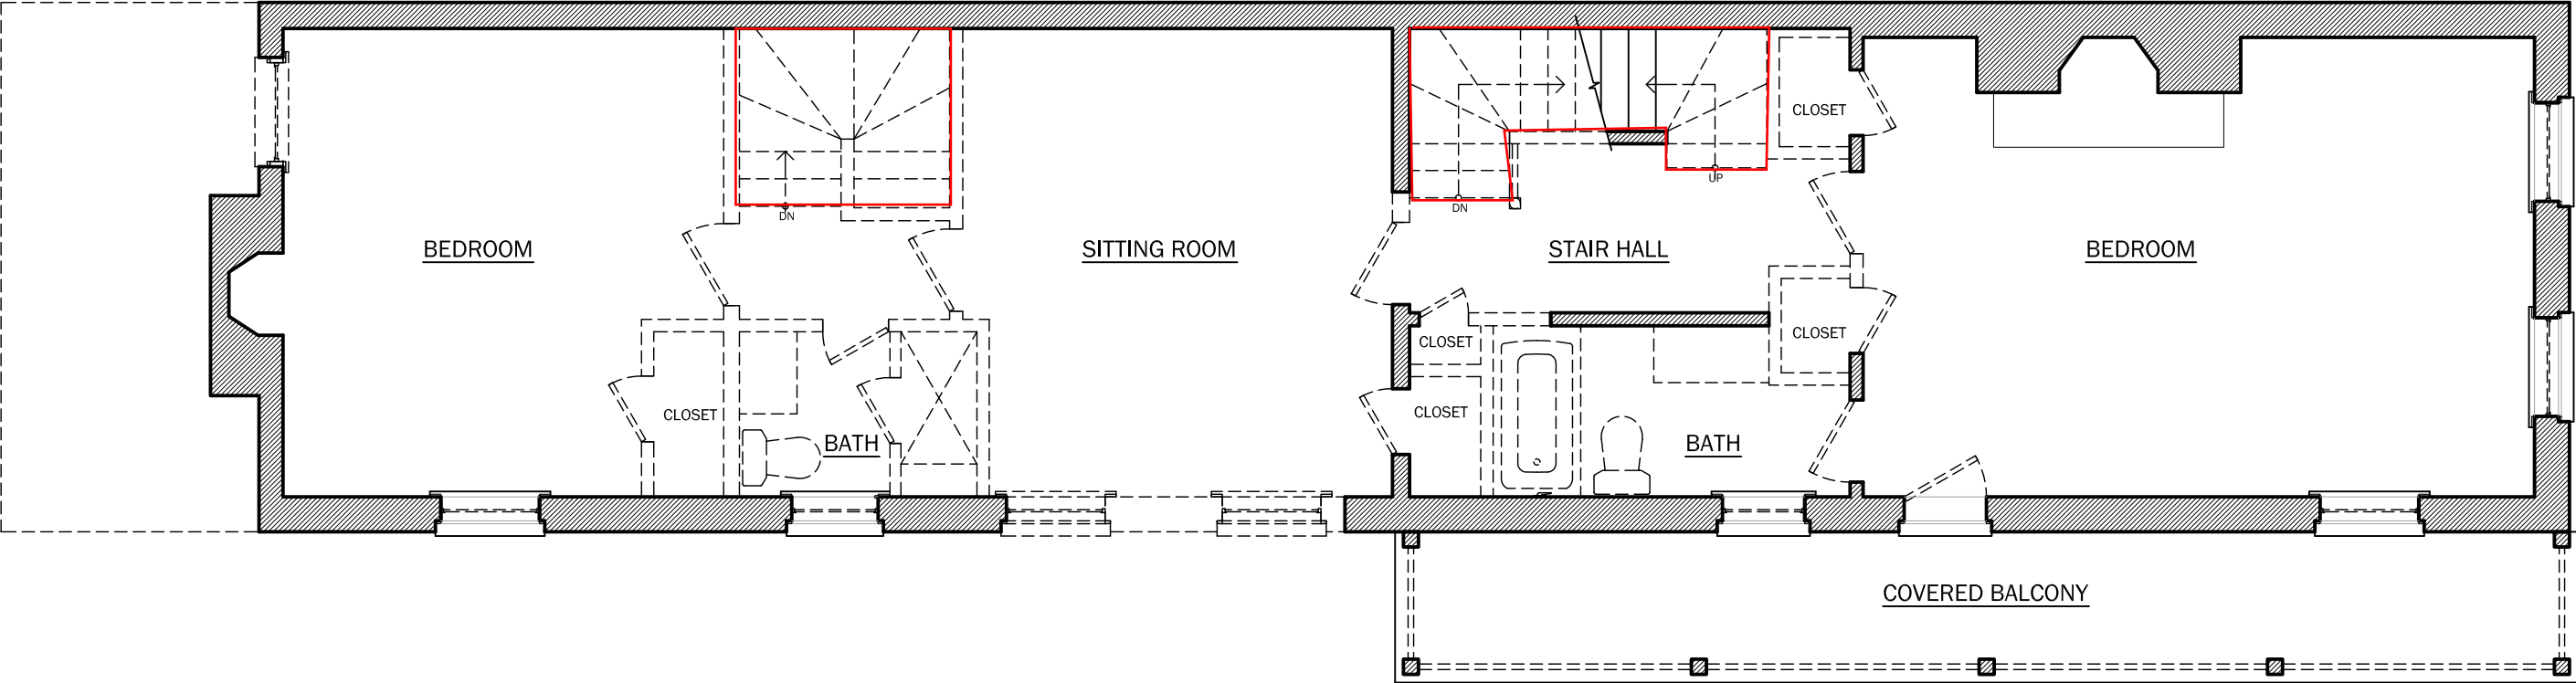 CLOSET
UP
DN
DN
BEDROOM
SITTING ROOM
STAIR HALL
BEDROOM
CLOSET
CLOSET
CLOSET
CLOSET
BATH
BATH
COVERED BALCONY